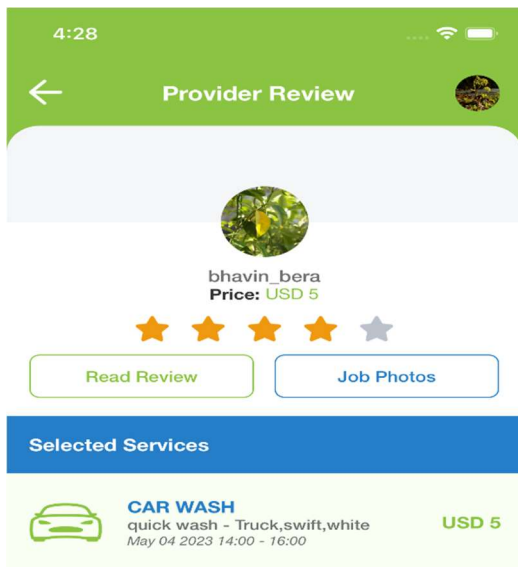 4:28
Provider Review
bhavin_bera
Price: USD 5
Read Review
Job Photos
Selected Services
CAR WASH
quick wash - Truck,swift,white
May 04 2023 14:00 - 16:00
USD 5